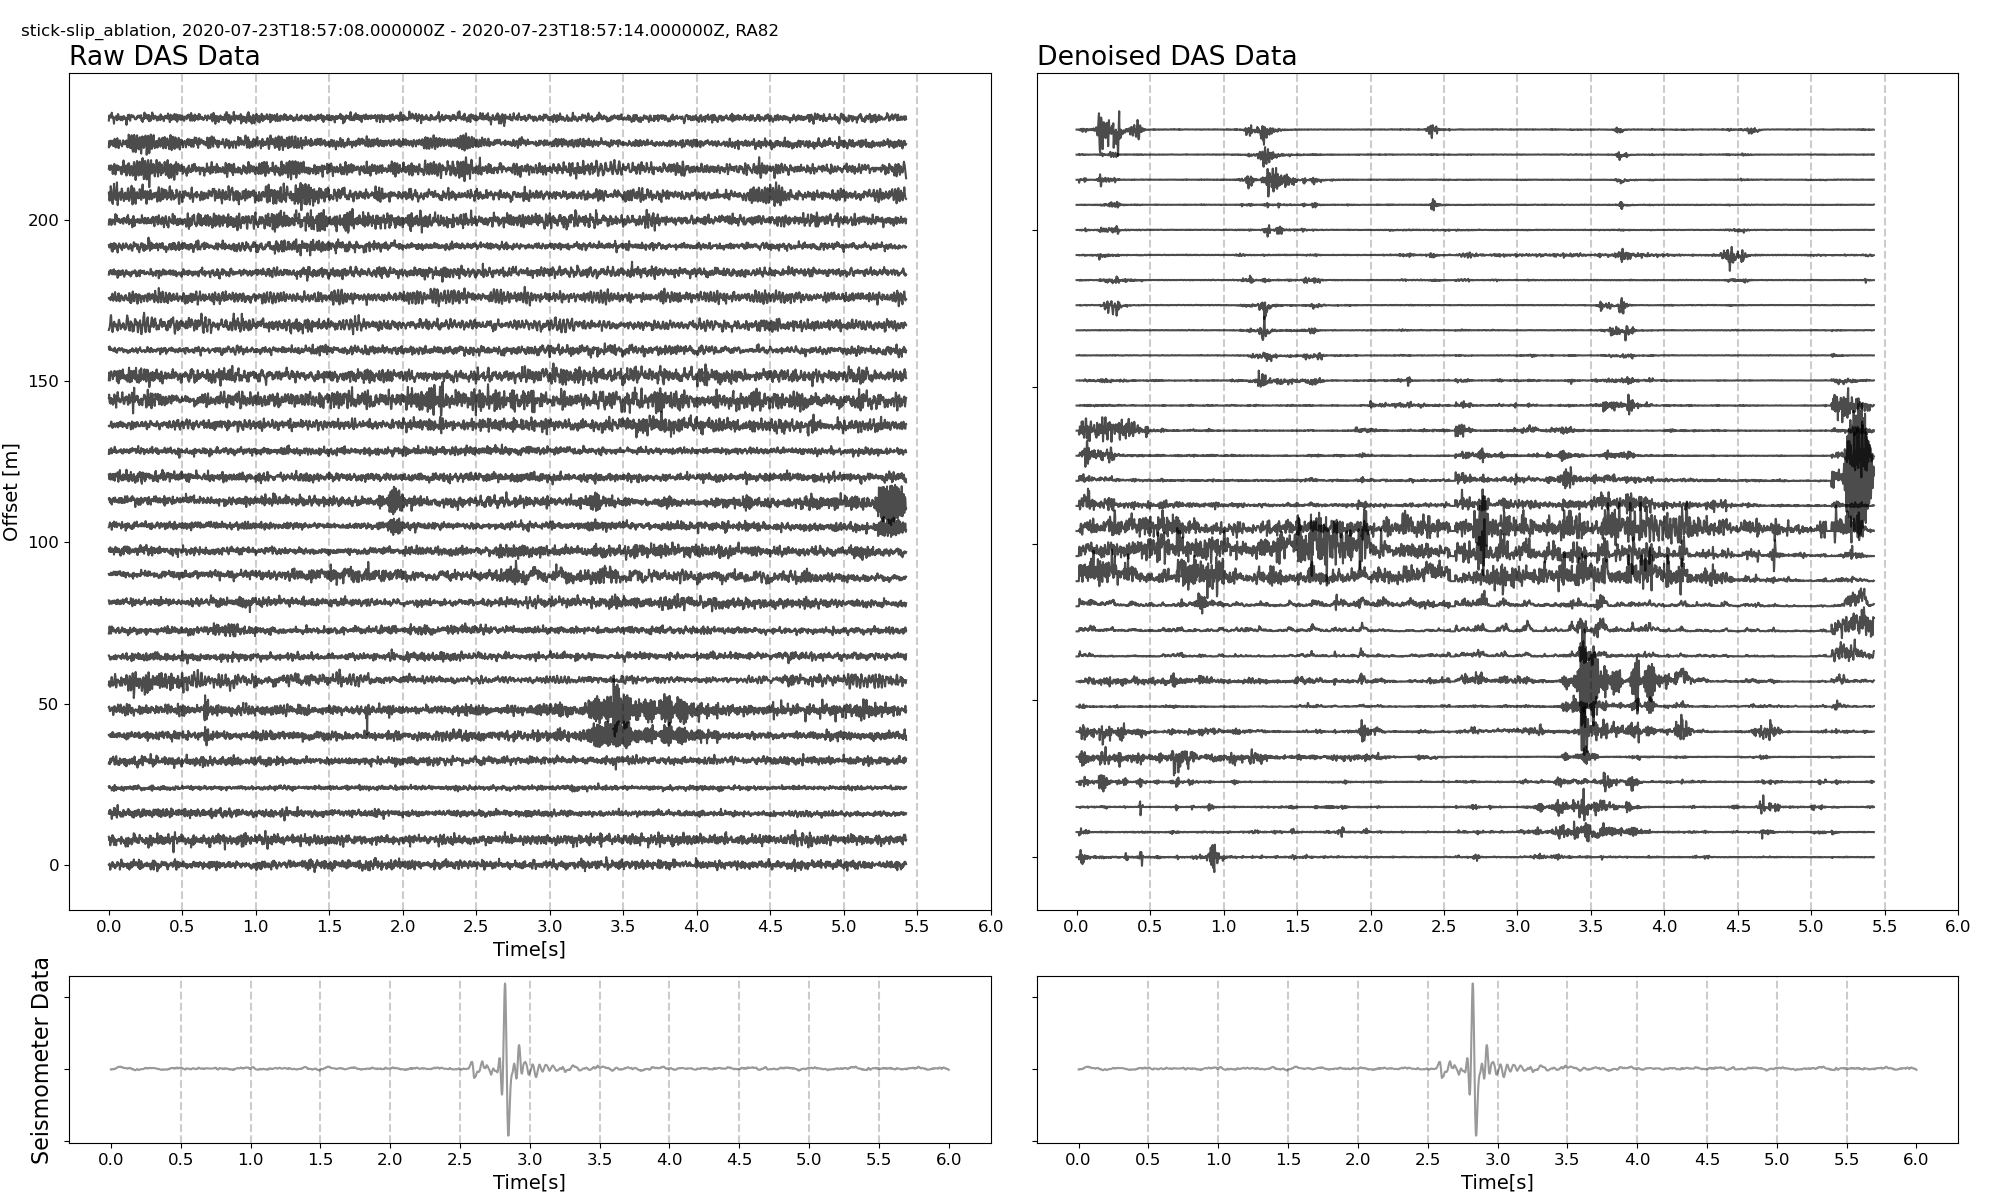 stick-slip_ablation, 2020-07-23T18:57:08.000000Z - 2020-07-23T18:57:14.000000Z, RA82
Raw DAS Data
Denoised DAS Data
Offset [m]
200
150
100
50
0
0.0 0.5 1.0 1.5 2.0 2.5 3.0 3.5 4.0 4.5 5.0 5.5 6.0
Time[s]
0.0 0.5 1.0 1.5 2.0 2.5 3.0 3.5 4.0 4.5 5.0 5.5 6.0
Seismometer Data
0.0 0.5 1.0 1.5 2.0 2.5 3.0 3.5 4.0 4.5 5.0 5.5 6.0
Time[s]
0.0 0.5 1.0 1.5 2.0 2.5 3.0 3.5 4.0 4.5 5.0 5.5 6.0
Time[s]